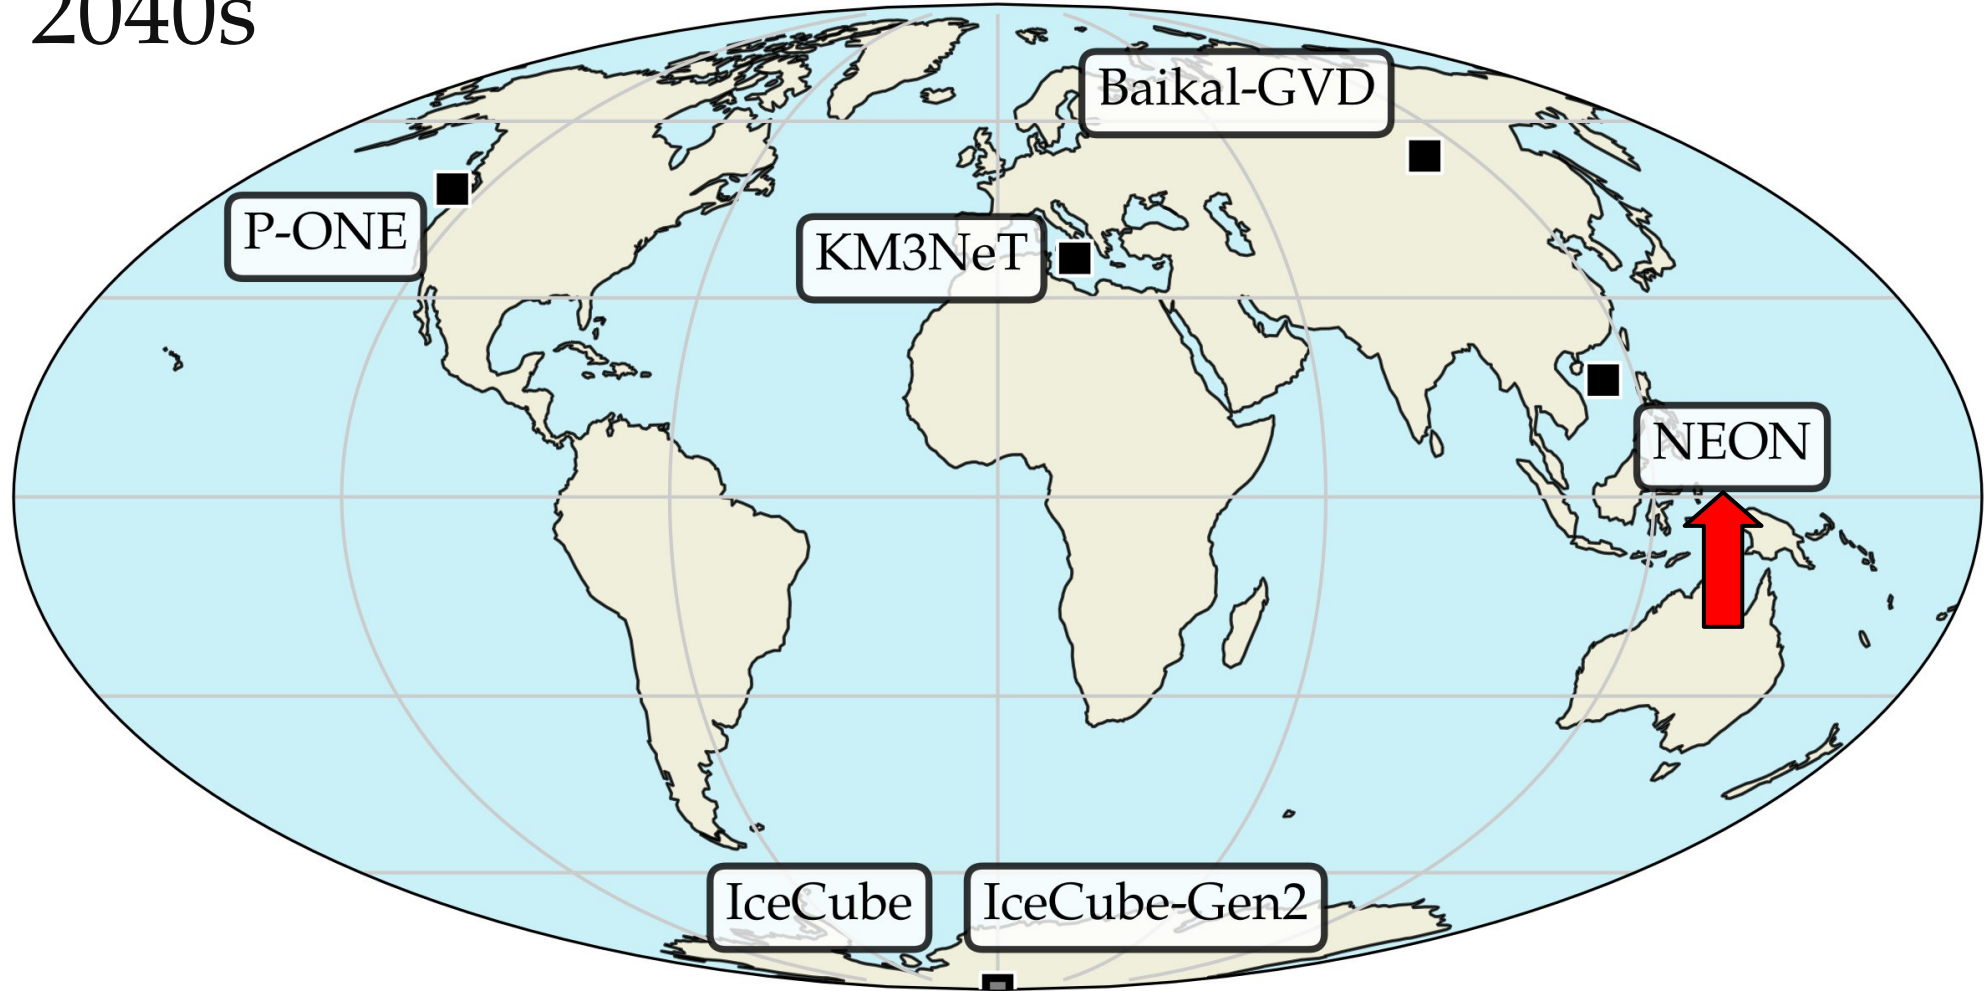 2040s
Baikal-GVD
P-ONE
KM3NeT
NEON
IceCube
IceCube-Gen2